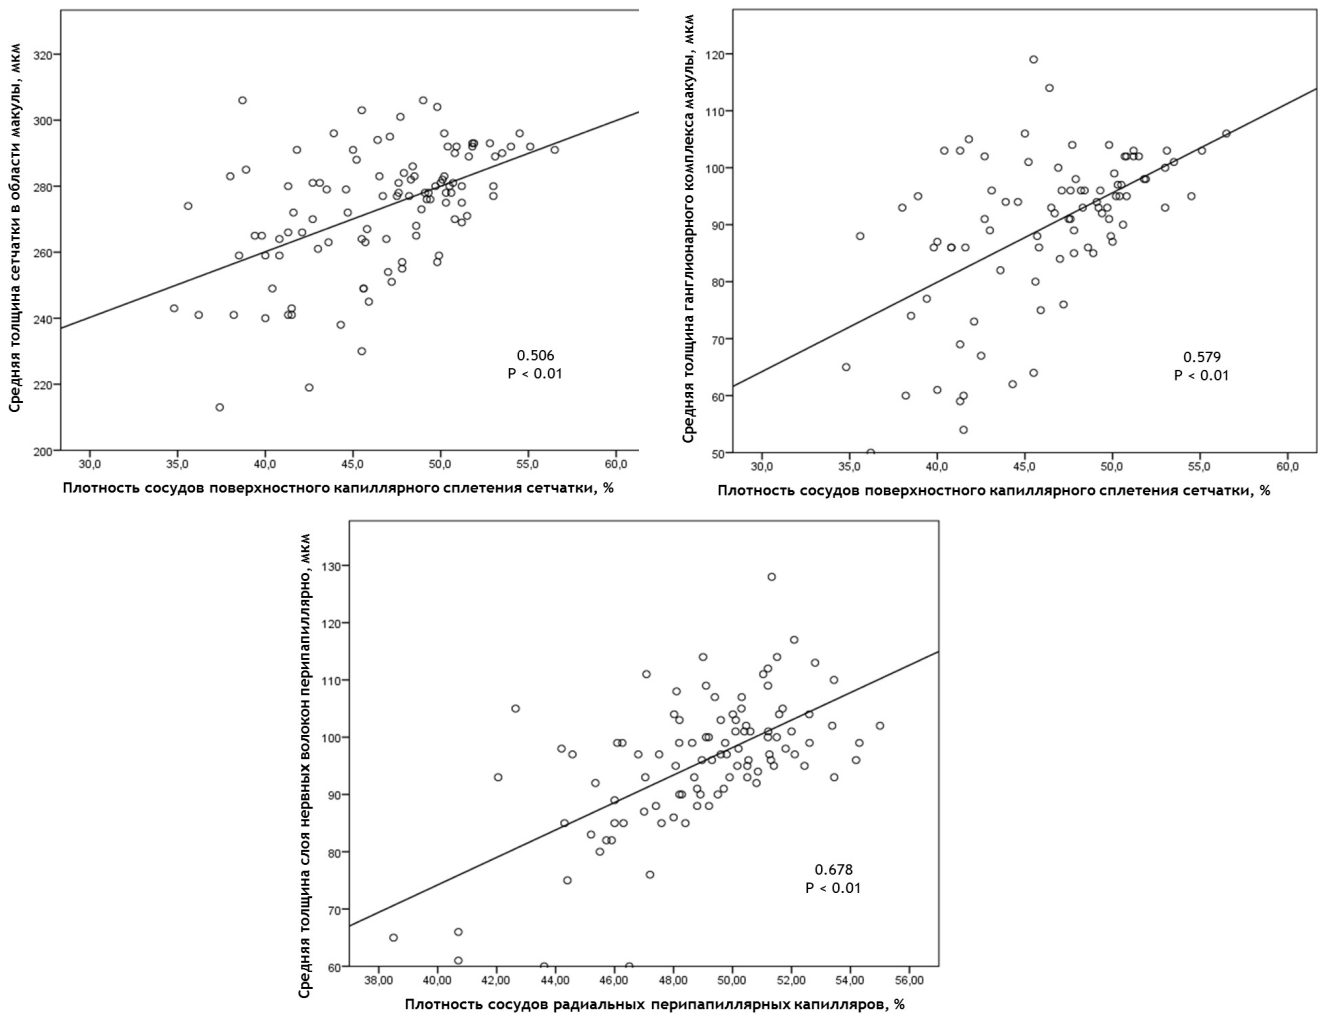 Средняя толщина сетчатки в области макулы, мкм
320
300
280
260
240
220
200
30,0 35,0 40,0 45,0 50,0 55,0 60,0
0.506
P < 0.01
Плотность сосудов поверхностного капиллярного сплетения сетчатки, %
Средняя толщина ганглионарного комплекса макулы, мкм
120
110
100
90
80
70
60
50
30,0 35,0 40,0 45,0 50,0 55,0 60,0
0.579
P < 0.01
Плотность сосудов поверхностного капиллярного сплетения сетчатки, %
Средняя толщина слоя нервных волокон перипапиллярно, мкм
130
120
110
100
90
80
70
60
38,00 40,00 42,00 44,00 46,00 48,00 50,00 52,00 54,00 56,00
0.678
P < 0.01
Плотность сосудов радиальных перипапиллярных капилляров, %